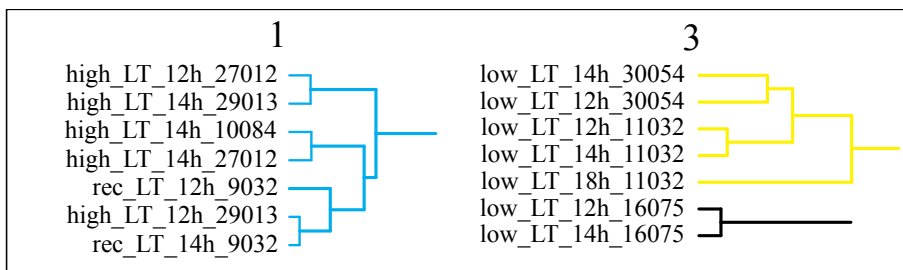 1
high_LT_12h_27012
high_LT_14h_29013
high_LT_14h_10084
high_LT_14h_27012
rec_LT_12h_9032
high_LT_12h_29013
rec_LT_14h_9032
3
low_LT_14h_30054
low_LT_12h_30054
low_LT_12h_11032
low_LT_14h_11032
low_LT_18h_11032
low_LT_12h_16075
low_LT_14h_16075